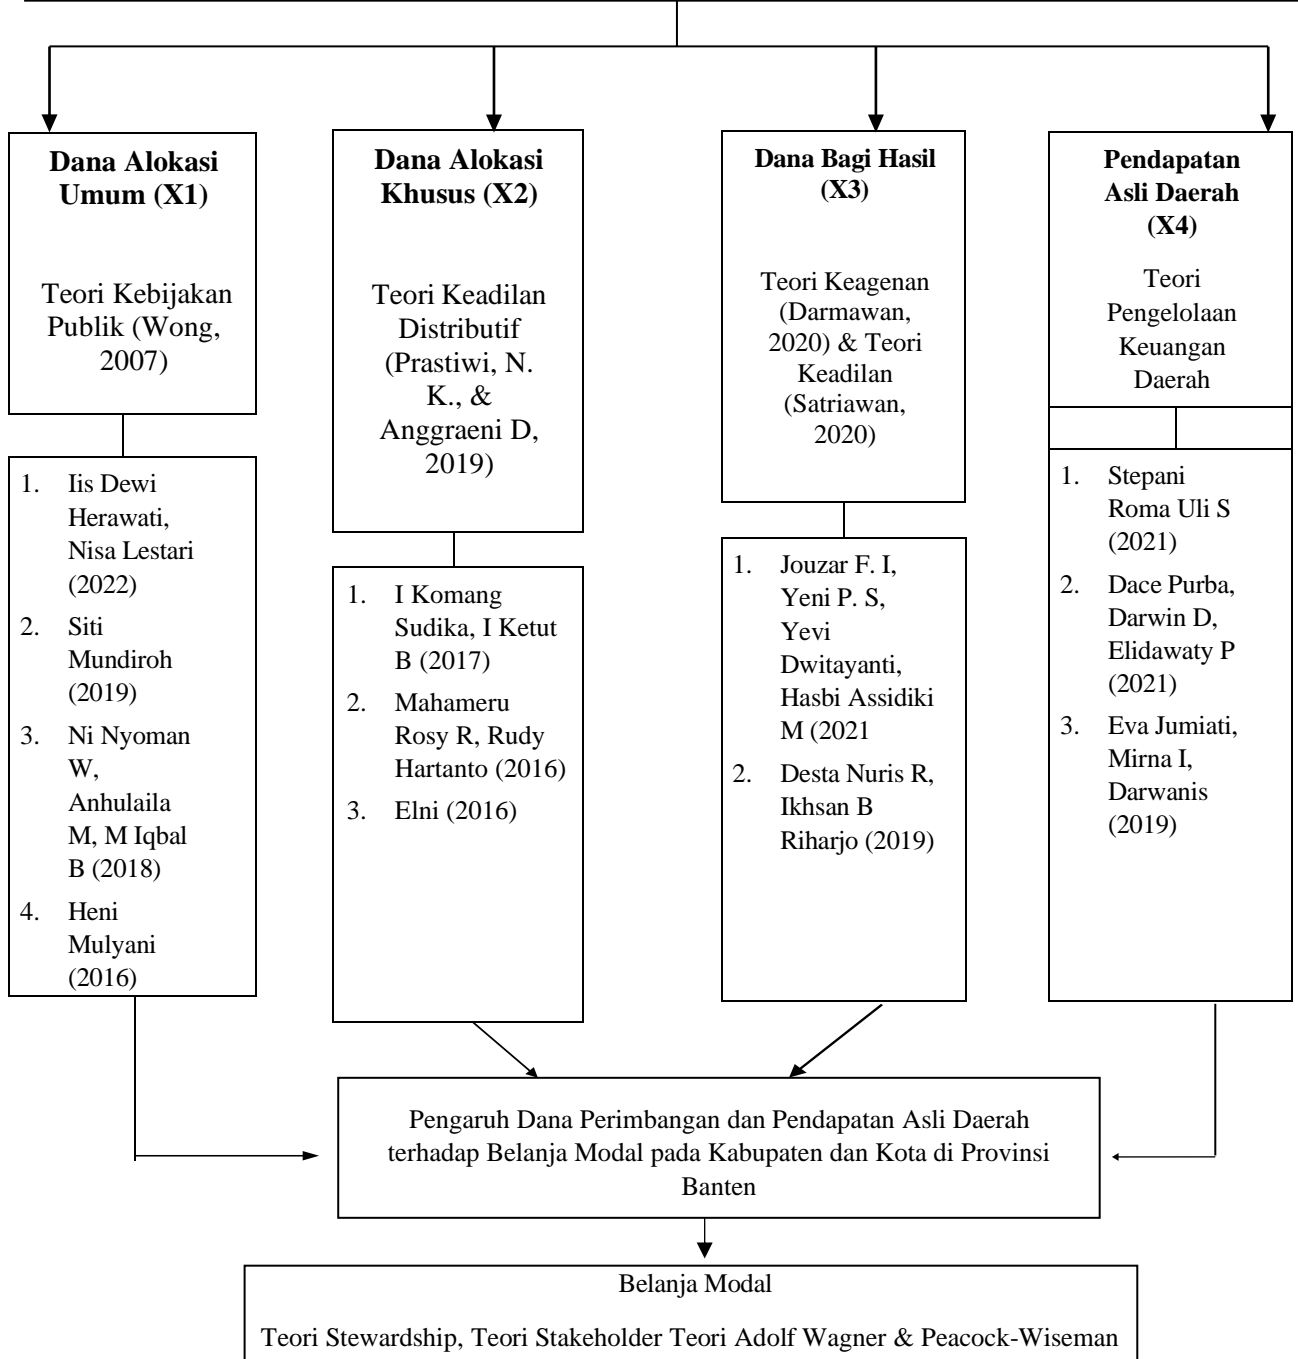 Dana Alokasi
Umum (X1)
Teori Kebijakan
Publik (Wong,
2007)
1. Iis Dewi
Herawati,
Nisa Lestari
(2022)
2. Siti
Mundiroh
(2019)
3. Ni Nyoman
W,
Anhulaila
M, M Iqbal
B (2018)
4. Heni
Mulyani
(2016)
Dana Alokasi
Khusus (X2)
Teori Keadilan
Distributif
(Prastiwi, N.
K., &
Anggraeni D,
2019)
1. I Komang
Sudika, I Ketut
B (2017)
2. Mahameru
Rosy R, Rudy
Hartanto (2016)
3. Elni (2016)
Dana Bagi Hasil
(X3)
Teori Keagenan
(Darmawan,
2020) & Teori
Keadilan
(Satriawan,
2020)
1. Jouzar F. I,
Yeni P. S,
Yevi
Dwitayanti,
Hasbi Assidiki
M (2021
2. Desta Nuris R,
Ikhsan B
Riharjo (2019)
Pendapatan
Asli Daerah
(X4)
Teori
Pengelolaan
Keuangan
Daerah
1. Stepani
Roma Uli S
(2021)
2. Dace Purba,
Darwin D,
Elidawaty P
(2021)
3. Eva Jumiati,
Mirna I,
Darwanis
(2019)
Pengaruh Dana Perimbangan dan Pendapatan Asli Daerah
terhadap Belanja Modal pada Kabupaten dan Kota di Provinsi
Banten
Belanja Modal
Teori Stewardship, Teori Stakeholder Teori Adolf Wagner & Peacock-Wiseman